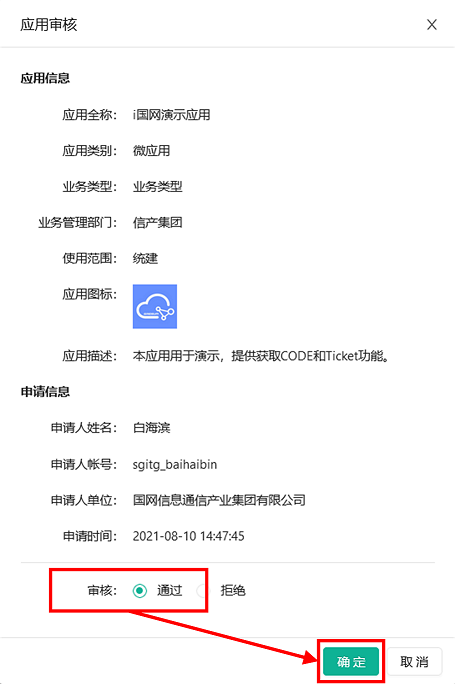 应用审核
应用信息
应用全称： i国网演示应用
应用类别： 微应用
业务类型： 业务类型
业务管理部门： 信产集团
使用范围： 统建
应用图标：
应用描述： 本应用用于演示，提供获取CODE和Ticket功能。
申请信息
申请人姓名： 白海滨
申请人帐号： sgitg_baihaibin
申请人单位： 国网信息通信产业集团有限公司
申请时间： 2021-08-10 14:47:45
审核： 通过 拒绝
确定 取消